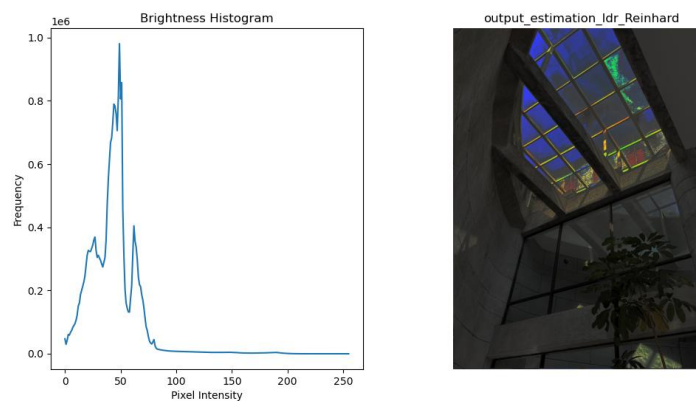 Brightness Histogram
output_estimation_ldr_Reinhard
1e6
1.0
0.8
0.6
0.4
0.2
0.0
Frequency
0 50 100 150 200 250
Pixel Intensity